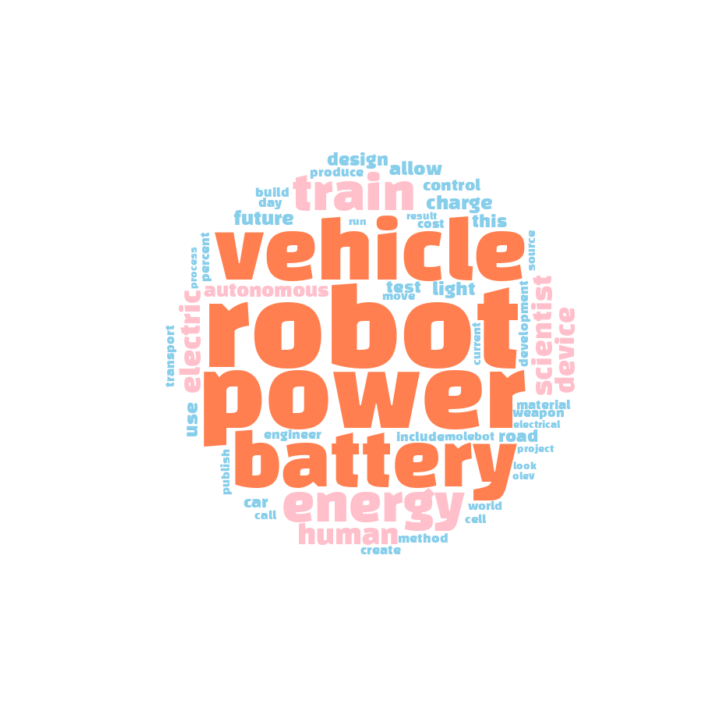 design
produce
allow
build
train
control
day
charge
future
run
result
cost
this
vehicle
percent
process
source
autonomous
test
move
light
robot
electric
transport
current
development
scientist
device
power
use
material
weapon
electrical
engineer
include
molebot
road
battery
project
publish
look
olev
energy
car
call
world
cell
human
method
create